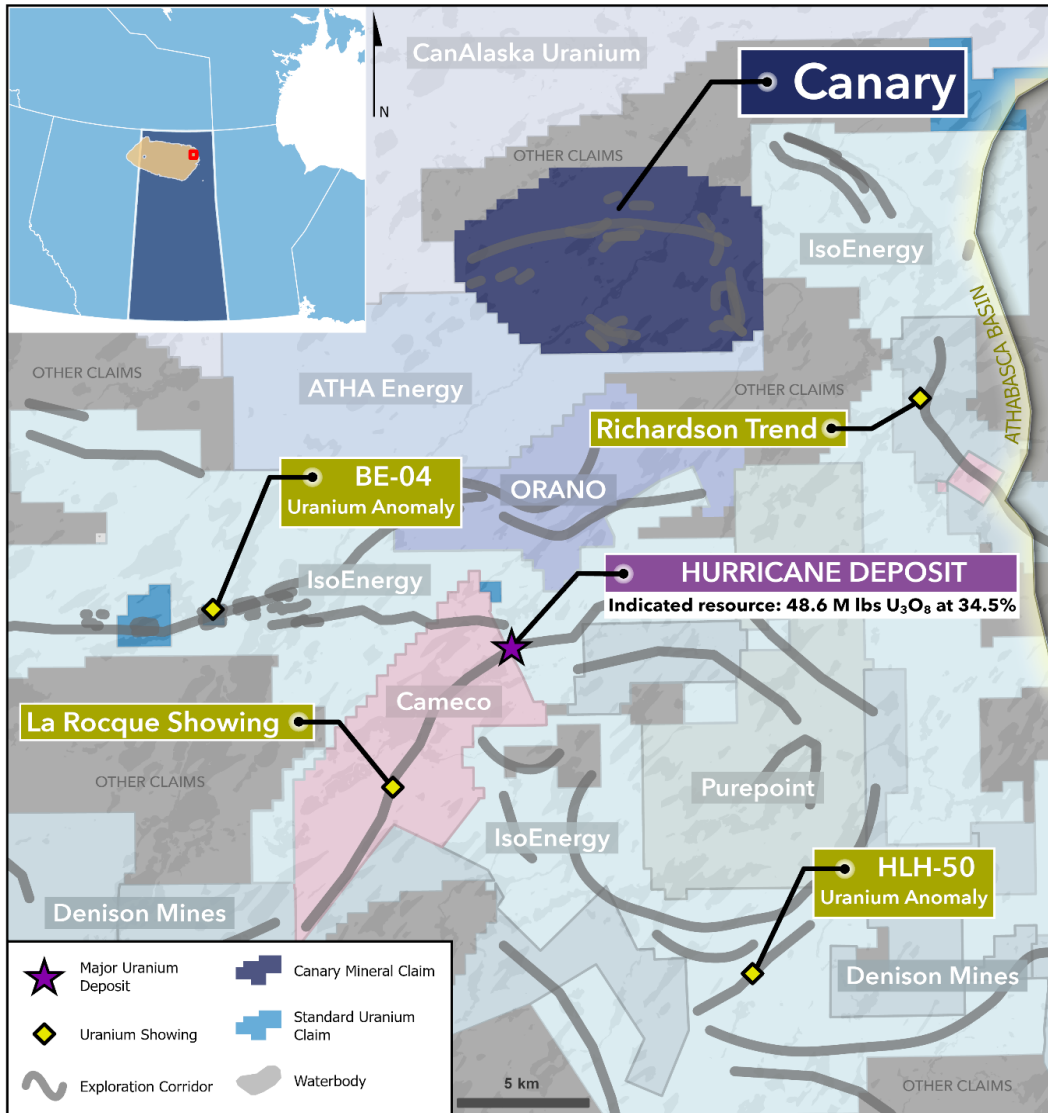 CanAlaska Uranium
Canary
N
OTHER CLAIMS
IsoEnergy
ATHABASCA BASIN
OTHER CLAIMS
ATHA Energy
OTHER CLAIMS
Richardson Trend
BE-04
Uranium Anomaly
ORANO
IsoEnergy
HURRICANE DEPOSIT
Indicated resource: 48.6 M lbs U₃O₈ at 34.5%
Cameco
La Rocque Showing
OTHER CLAIMS
Purepoint
IsoEnergy
HLH-50
Uranium Anomaly
Denison Mines
Denison Mines
Major Uranium
Deposit
Canary Mineral Claim
Uranium Showing
Standard Uranium
Claim
Exploration Corridor
Waterbody
5 km
OTHER CLAIMS